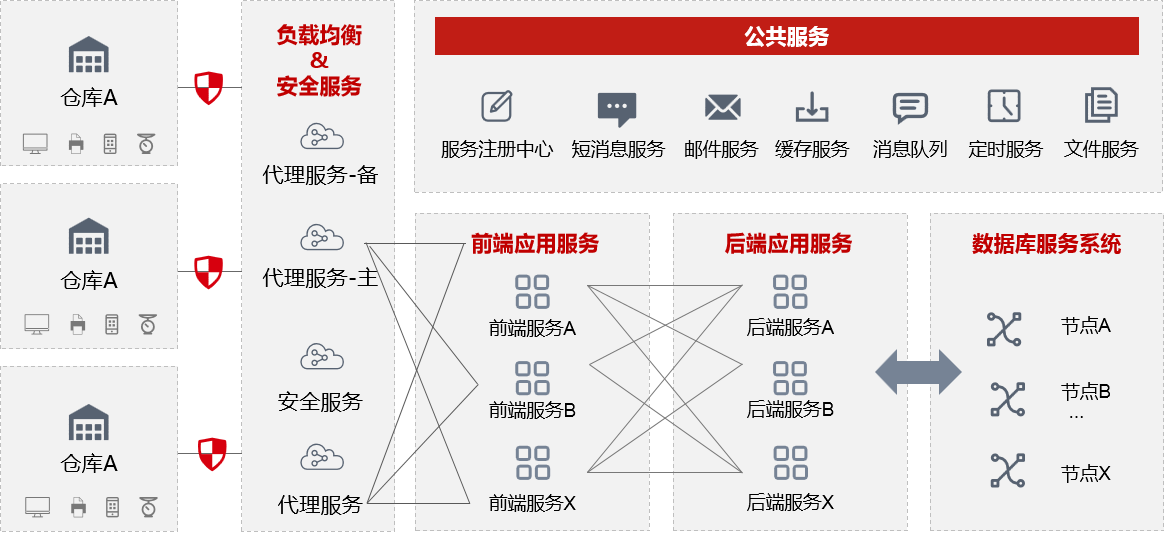 仓库A
仓库A
仓库A
负载均衡
&
安全服务
代理服务-备
代理服务-主
安全服务
代理服务
公共服务
服务注册中心
短消息服务
邮件服务
缓存服务
消息队列
定时服务
文件服务
前端应用服务
前端服务A
前端服务B
前端服务X
后端应用服务
后端服务A
后端服务B
后端服务X
数据库服务系统
节点A
节点B
...
节点X